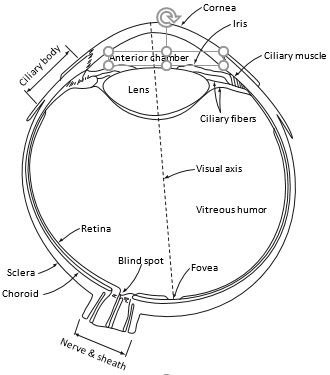 Cornea
Iris
Ciliary body
Anterior chamber
Ciliary muscle
Lens
Ciliary fibers
Visual axis
Vitreous humor
Retina
Blind spot
Fovea
Sclera
Choroid
Nerve & sheath